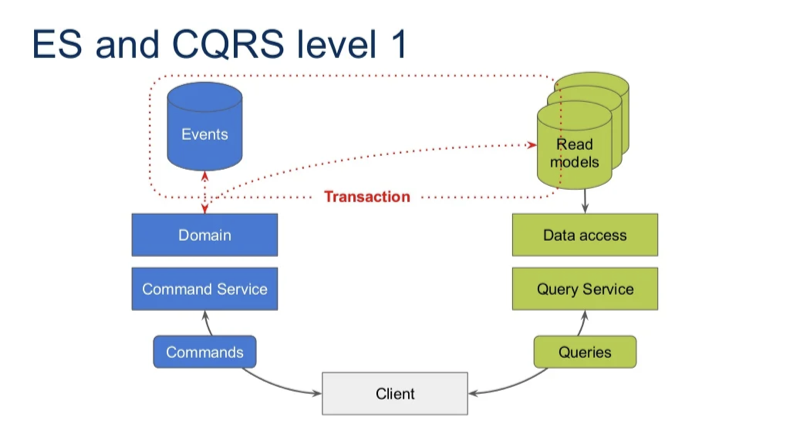 ES and CQRS level 1
Events
Read
models
Transaction
Domain
Data access
Command Service
Query Service
Commands
Queries
Client